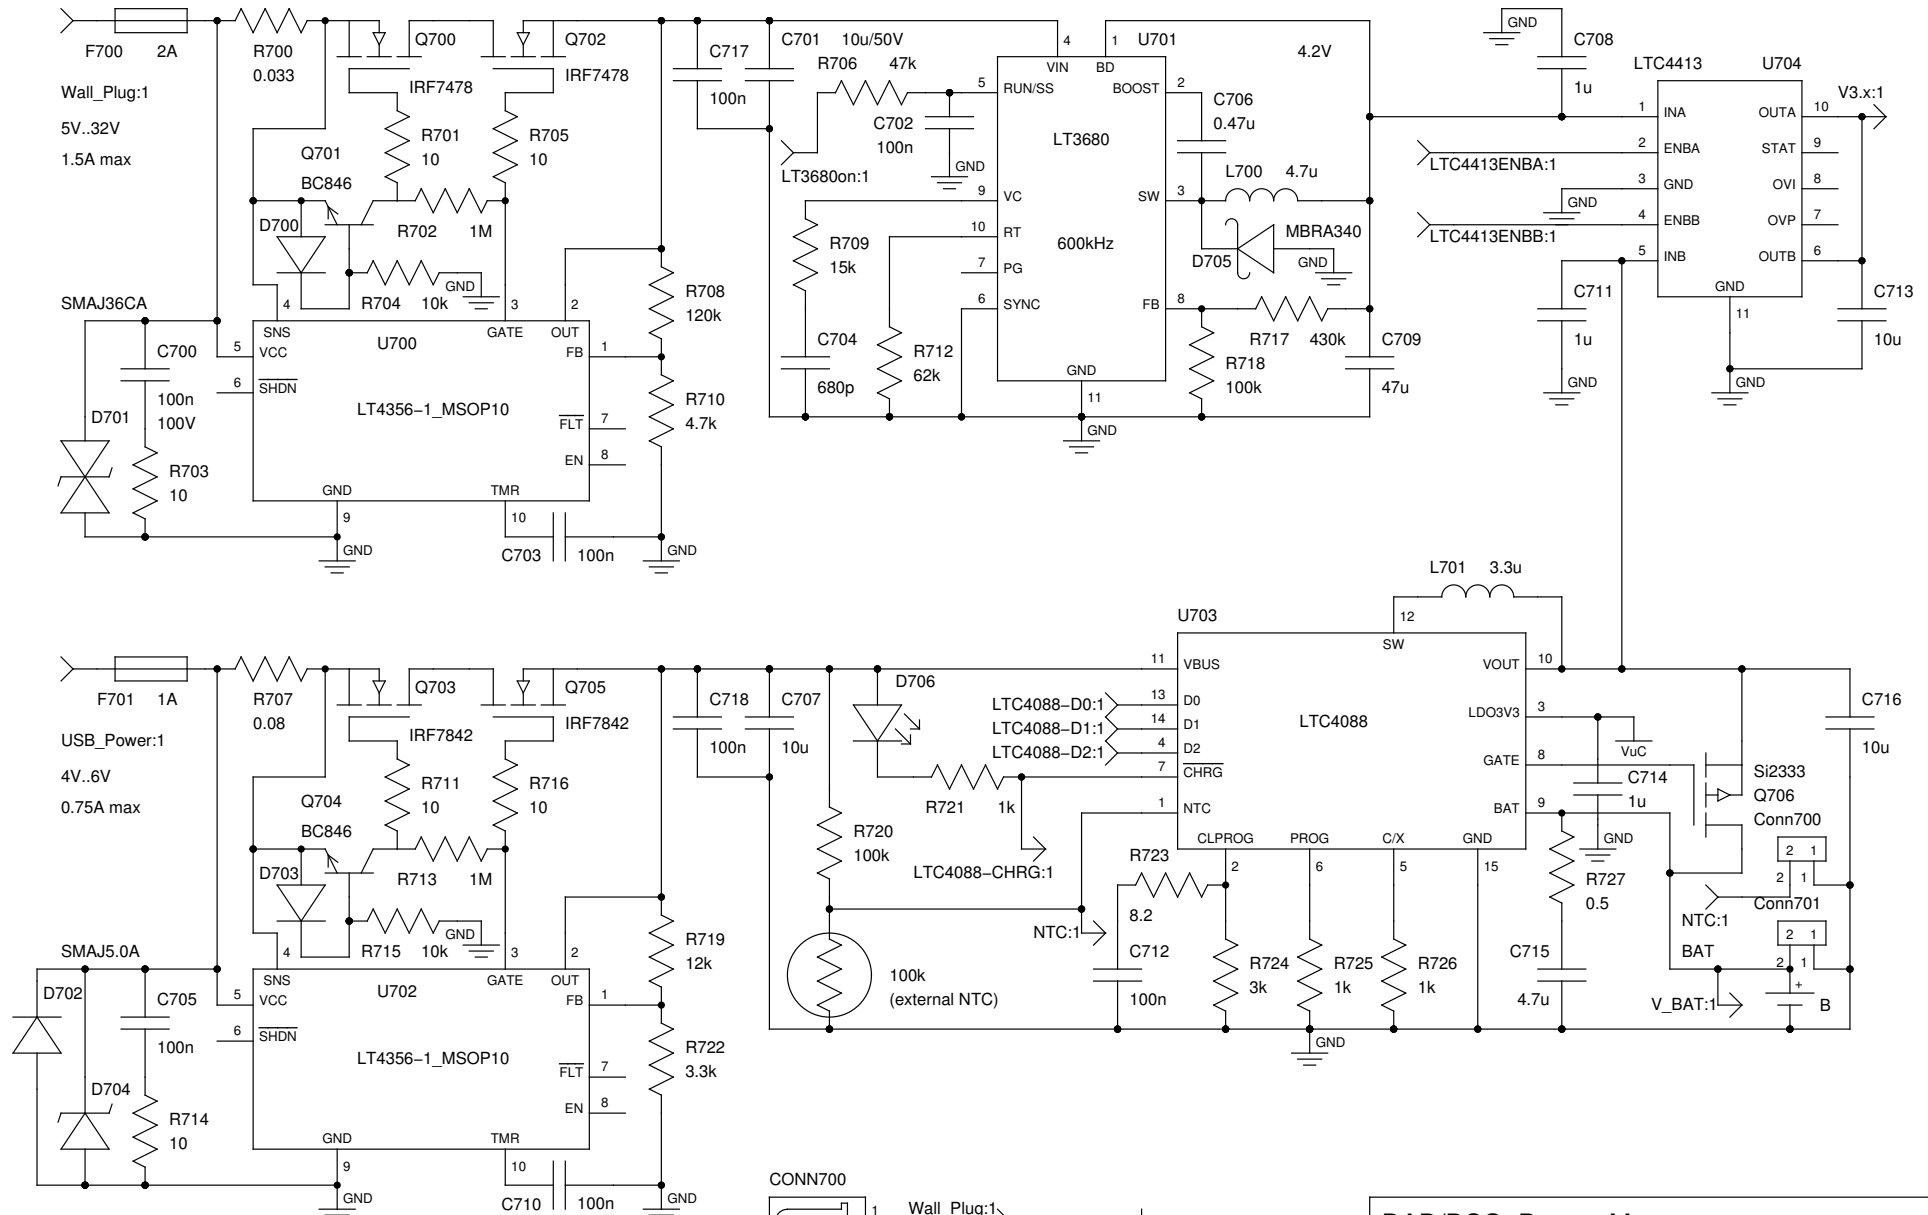 F700 2A
R700
0.033
Q700
IRF7478
Q702
IRF7478
Wall_Plug:1
5V..32V
1.5A max
Q701
BC846
R701
10
R705
10
D700
R702 1M
R704 10k
GND
SMAJ36CA
C700
100n
100V
D701
R703
10
4
SNS
3
GATE
2
OUT
U700
5 VCC
6 SHDN
FB 1
LT4356-1_MSOP10
FLT 7
EN 8
GND
9
GND
TMR
10
C703 100n
GND
R708
120k
R710
4.7k
C717
100n
C701
10u/50V
R706 47k
C702
100n
GND
LT3680on:1
4
VIN
1
BD
U701
5 RUN/SS
BOOST 2
LT3680
9 VC
SW 3
10 RT
600kHz
7 PG
6 SYNC
FB 8
GND
11
GND
R709
15k
C704
680p
R712
62k
C706
0.47u
L700 4.7u
MBRA340
D705
GND
R717 430k
R718
100k
C709
47u
4.2V
GND
C708
1u
LTC4413 U704
1 INA
2 ENBA
3 GND
4 ENBB
5 INB
OUTA 10
STAT 9
OVI 8
OVP 7
OUTB 6
GND
11
GND
V3.x:1
LTC4413ENBA:1
GND
LTC4413ENBB:1
C711
1u
GND
C713
10u
F701 1A
R707
0.08
Q703
IRF7842
Q705
IRF7842
USB_Power:1
4V..6V
0.75A max
Q704
BC846
R711
10
R716
10
D703
R713 1M
R715 10k
GND
SMAJ5.0A
D702
C705
100n
D704
R714
10
4
SNS
3
GATE
2
OUT
U702
5 VCC
6 SHDN
FB 1
LT4356-1_MSOP10
FLT 7
EN 8
GND
9
GND
TMR
10
C710 100n
GND
R719
12k
R722
3.3k
C718
100n
C707
10u
D706
R721 1k
R720
100k
LTC4088-CHRG:1
LTC4088-D0:1
LTC4088-D1:1
LTC4088-D2:1
NTC:1
100k
(external NTC)
L701 3.3u
U703
12
SW
LTC4088
11 VBUS
13 D0
14 D1
4 D2
7 CHRG
1 NTC
VOUT 10
LDO3V3 3
GATE 8
BAT 9
CLPROG
2
PROG
6
C/X
5
GND
15
R723
8.2
C712
100n
R724
3k
R725
1k
R726
1k
GND
VuC
C714
1u
GND
Si2333
Q706
C716
10u
R727
0.5
C715
4.7u
Conn700
2 1
2 1
NTC:1
Conn701
2 1
2 1
BAT
V_BAT:1
+
B
CONN700
1
Wall_Plug:1